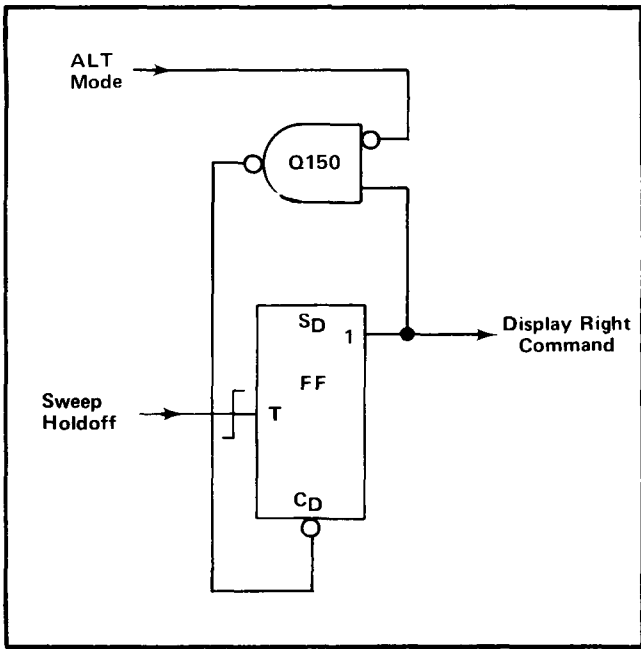 ALT
Mode
Q150
SD
1
Display Right
Command
FF
Sweep
Holdoff
T
CD